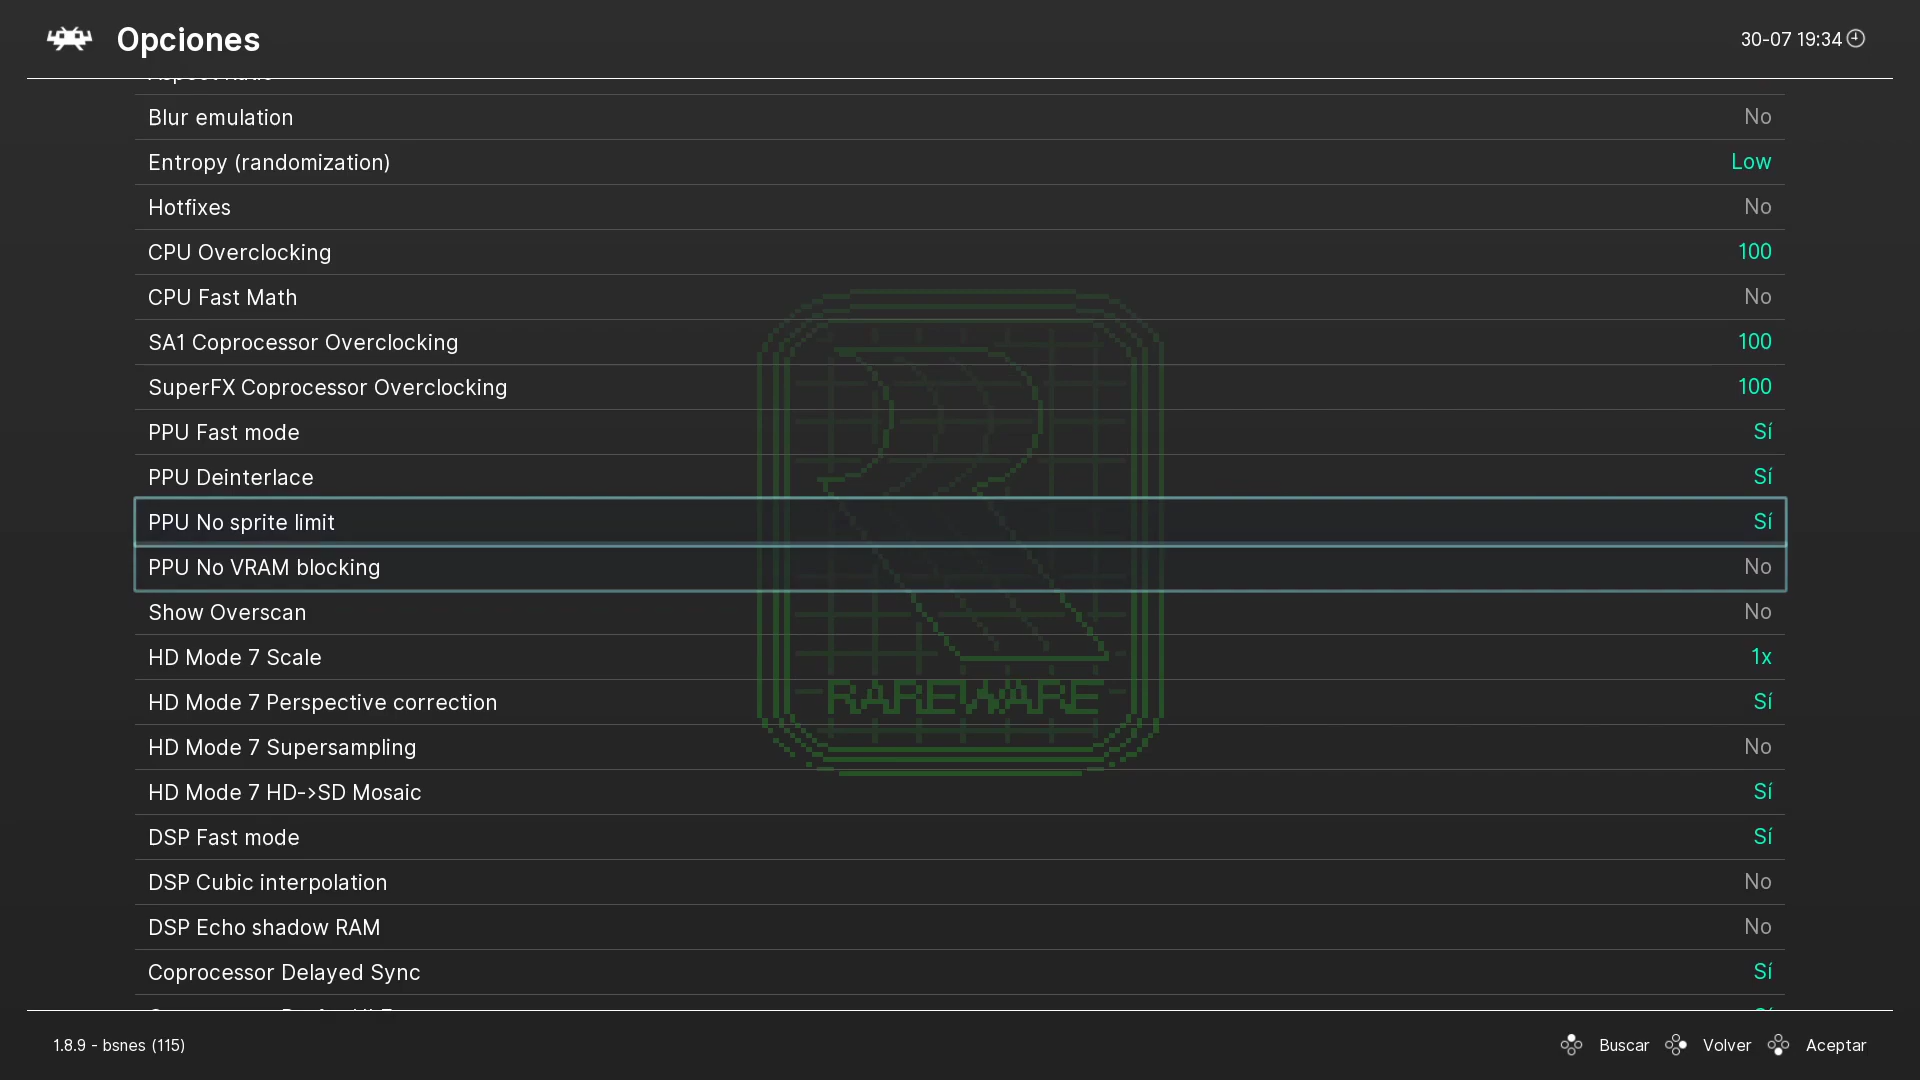 Opciones
30-07 19:34
Aspect Ratio
Blur emulation No
Entropy (randomization) Low
Hotfixes No
CPU Overclocking 100
CPU Fast Math No
SA1 Coprocessor Overclocking 100
SuperFX Coprocessor Overclocking 100
PPU Fast mode Sí
PPU Deinterlace Sí
PPU No sprite limit Sí
PPU No VRAM blocking No
Show Overscan No
HD Mode 7 Scale 1x
HD Mode 7 Perspective correction Sí
RAREWARE
HD Mode 7 Supersampling No
HD Mode 7 HD->SD Mosaic Sí
DSP Fast mode Sí
DSP Cubic interpolation No
DSP Echo shadow RAM No
Coprocessor Delayed Sync Sí
1.8.9 - bsnes (115)
Buscar Volver Aceptar